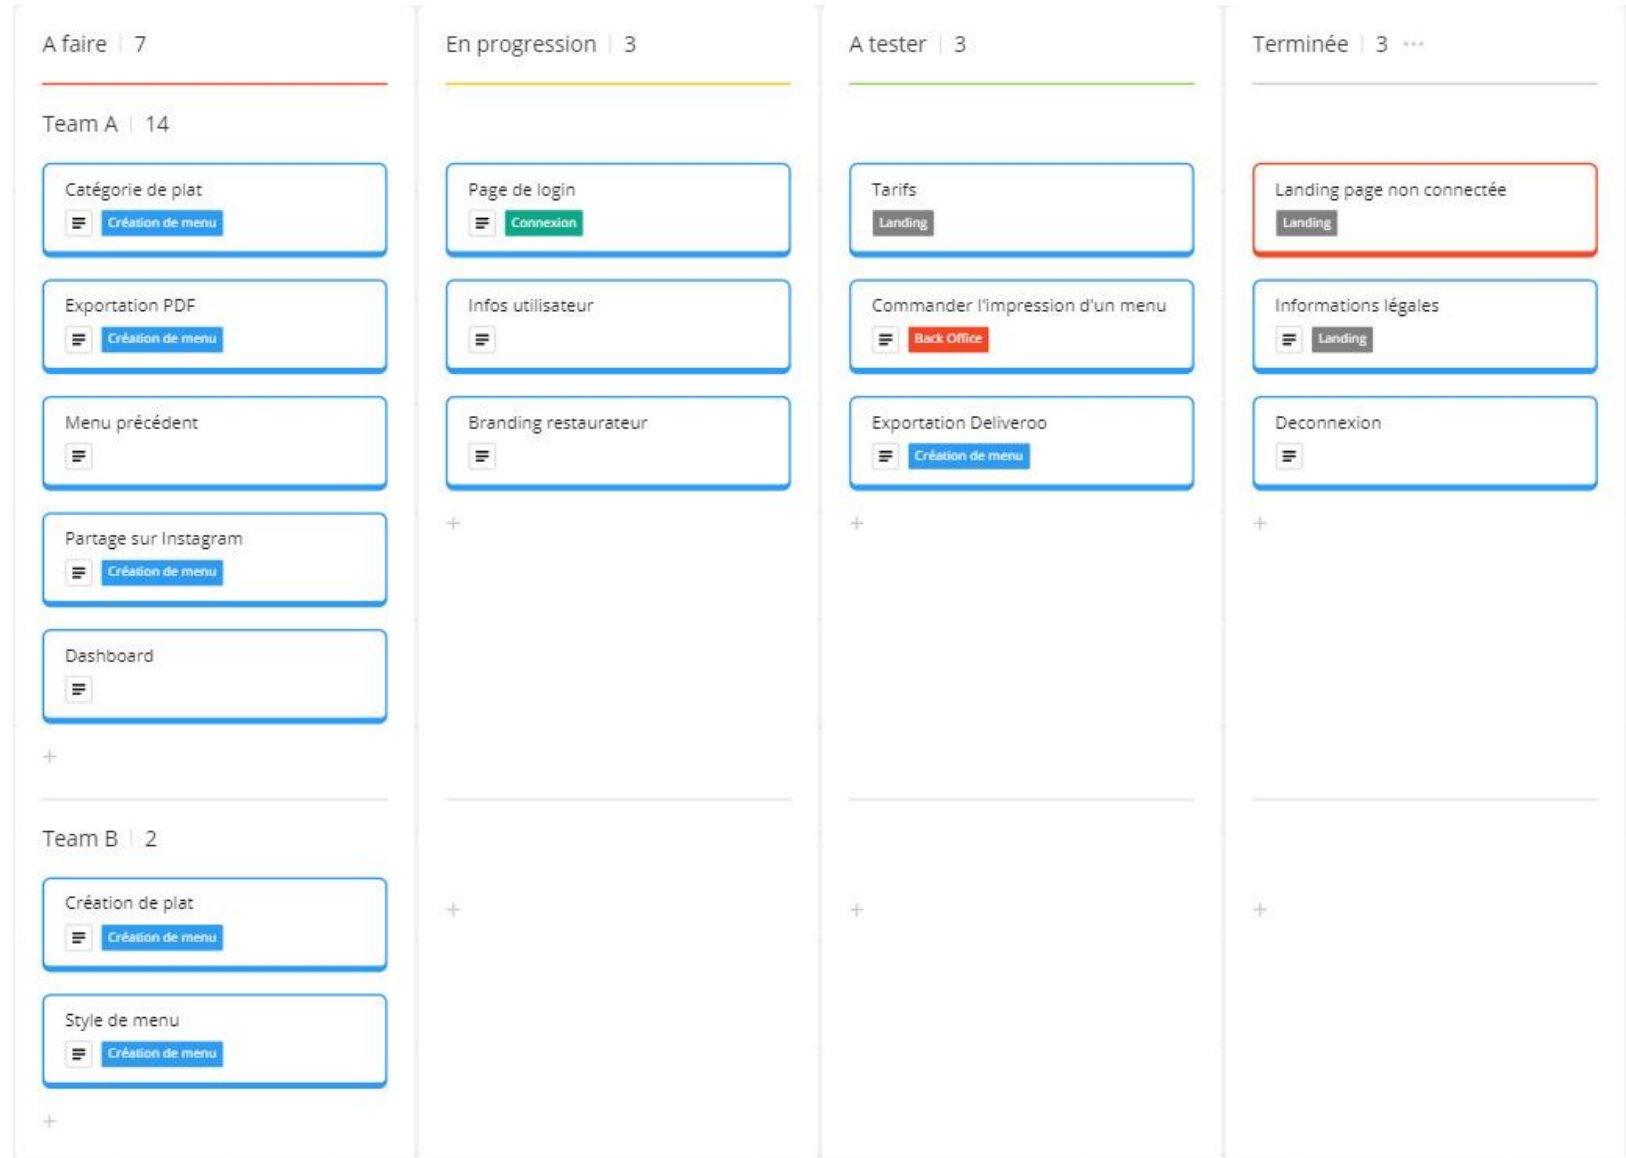 A faire | 7
Team A | 14
Catégorie de plat
Création de menu
Exportation PDF
Création de menu
Menu précédent
Partage sur Instagram
Création de menu
Dashboard
+
Team B | 2
Création de plat
Création de menu
Style de menu
Création de menu
+
En progression | 3
Page de login
Connexion
Infos utilisateur
Branding restaurateur
+
+
A tester | 3
Tarifs
Landing
Commander l'impression d'un menu
Back Office
Exportation Deliveroo
Création de menu
+
+
Terminée | 3 ···
Landing page non connectée
Landing
Informations légales
Landing
Deconnexion
+
+